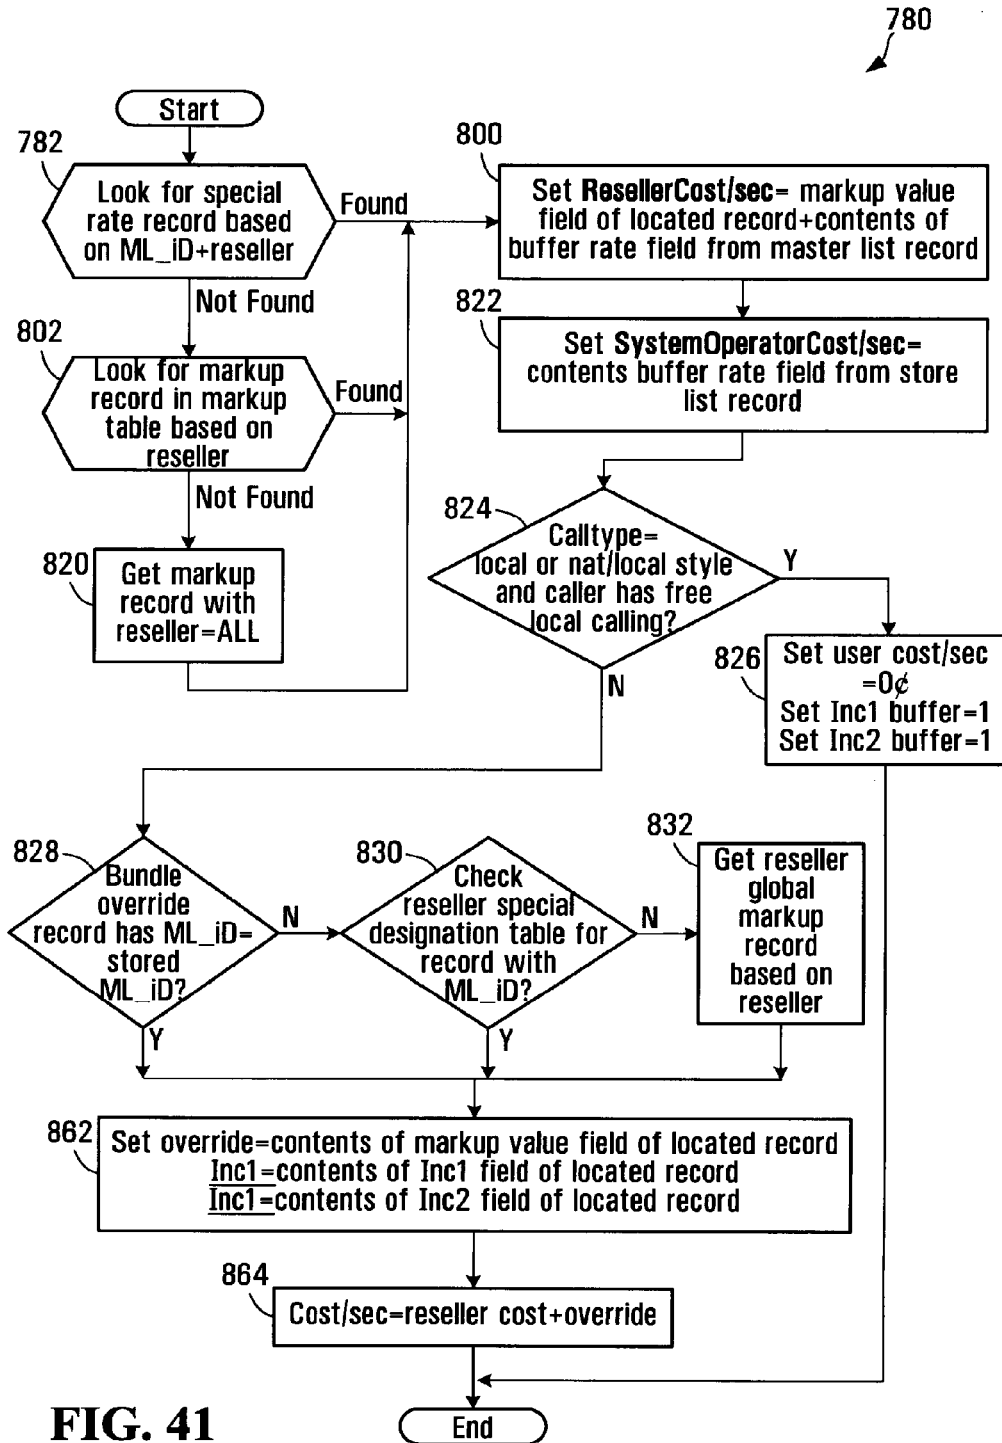 780
Start
782
Look for special
rate record based
on ML_iD+reseller
Found
Not Found
800
Set ResellerCost/sec= markup value
field of located record+contents of
buffer rate field from master list record
802
Look for markup
record in markup
table based on
reseller
Found
Not Found
822
Set SystemOperatorCost/sec=
contents buffer rate field from store
list record
820
Get markup
record with
reseller=ALL
824
Calltype=
local or nat/local style
and caller has free
local calling?
Y
N
826
Set user cost/sec
=0¢
Set Inc1 buffer=1
Set Inc2 buffer=1
828
Bundle
override
record has ML_iD=
stored
ML_iD?
N
Y
830
Check
reseller special
designation table for
record with
ML_iD?
N
Y
832
Get reseller
global
markup
record
based on
reseller
862
Set override=contents of markup value field of located record
Inc1=contents of Inc1 field of located record
Inc1=contents of Inc2 field of located record
864
Cost/sec=reseller cost+override
End
FIG. 41